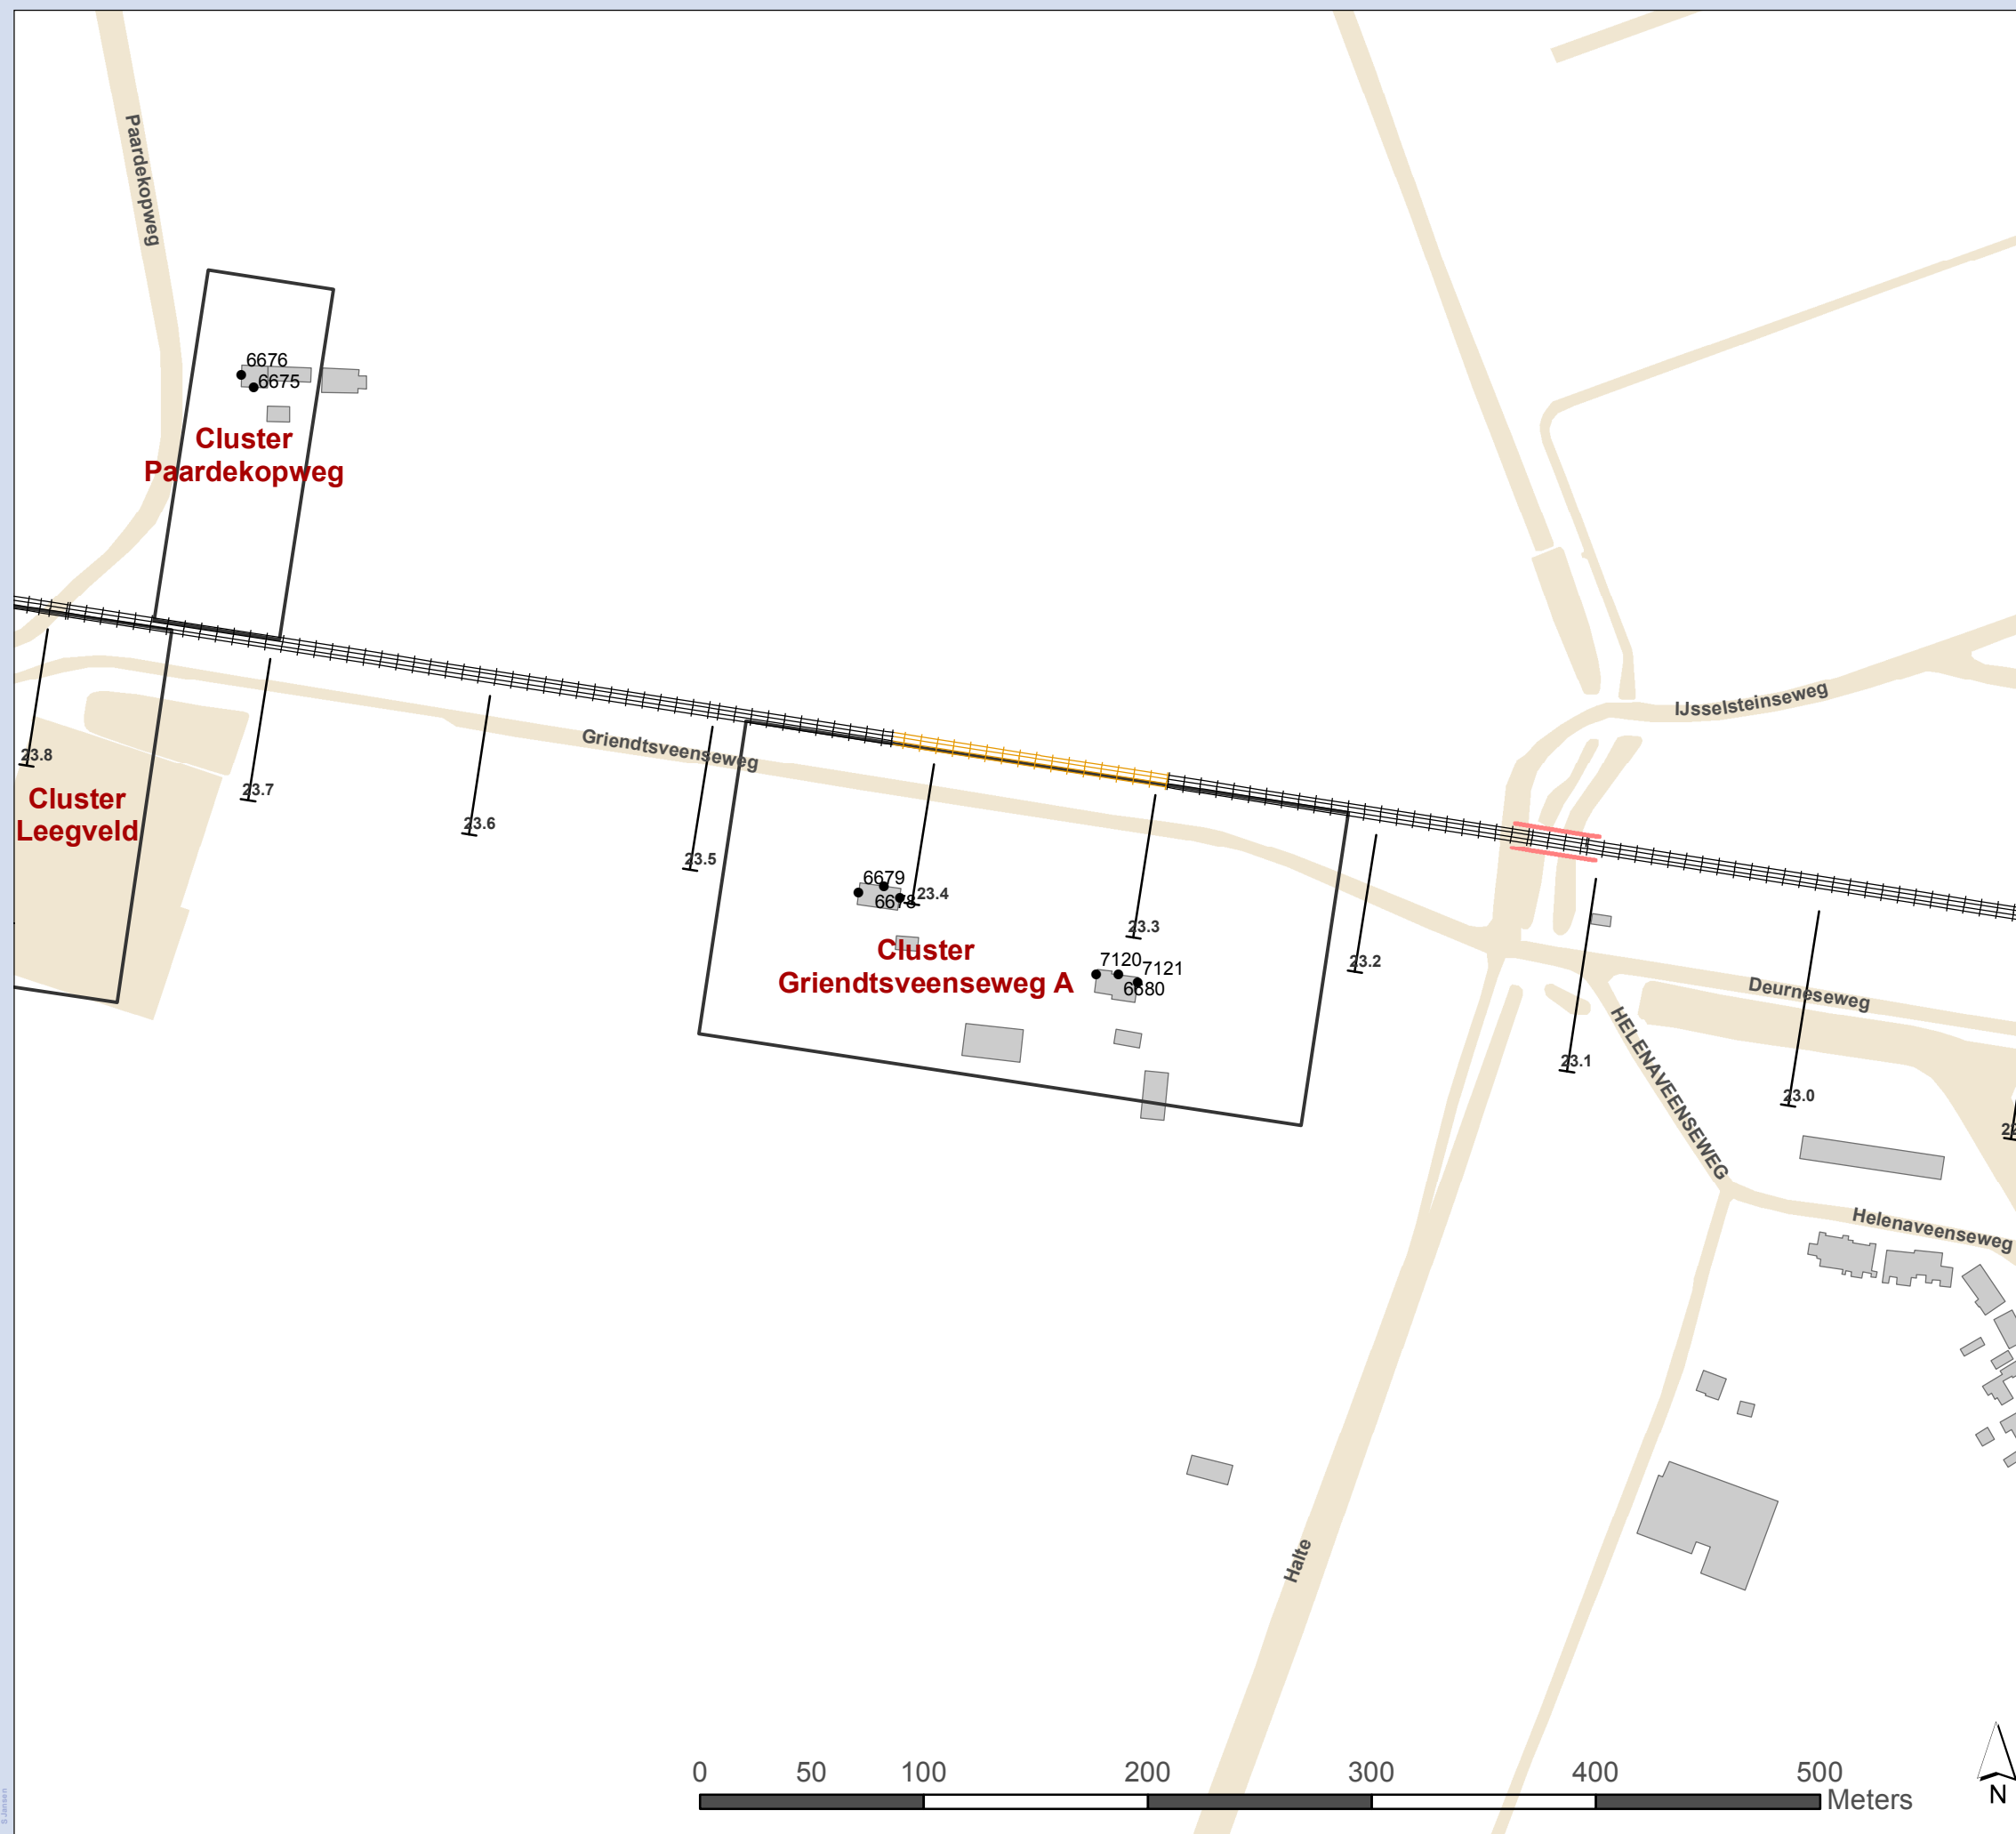 Paardekopweg
6676
6675
Cluster
Paardekopweg
IJsselsteinseweg
Griendtsveenseweg
23.8
23.7
23.6
23.5
23.4
23.3
23.2
23.1
23.0
Cluster
Leegveld
6679
6678
Cluster
Griendtsveenseweg A
7120
7121
6680
Deurneseweg
HELENAVEENSEWEG
Helenaveenseweg
Halte
0 50 100 200 300 400 500
Meters
N
S Jansen